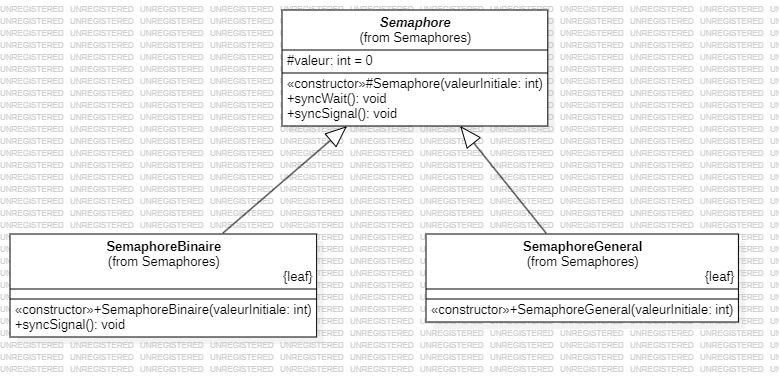 Semaphore
(from Semaphores)
#valeur: int = 0
«constructor»#Semaphore(valeurInitiale: int)
+syncWait(): void
+syncSignal(): void
SemaphoreBinaire
(from Semaphores)
{leaf}
«constructor»+SemaphoreBinaire(valeurInitiale: int)
+syncSignal(): void
SemaphoreGeneral
(from Semaphores)
{leaf}
«constructor»+SemaphoreGeneral(valeurInitiale: int)
UNREGISTERED